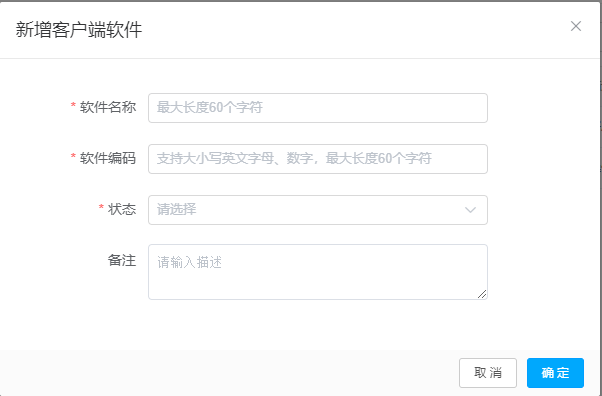 新增客户端软件
* 软件名称 最大长度60个字符
* 软件编码 支持大小写英文字母、数字，最大长度60个字符
* 状态 请选择
备注 请输入描述
取消 确定